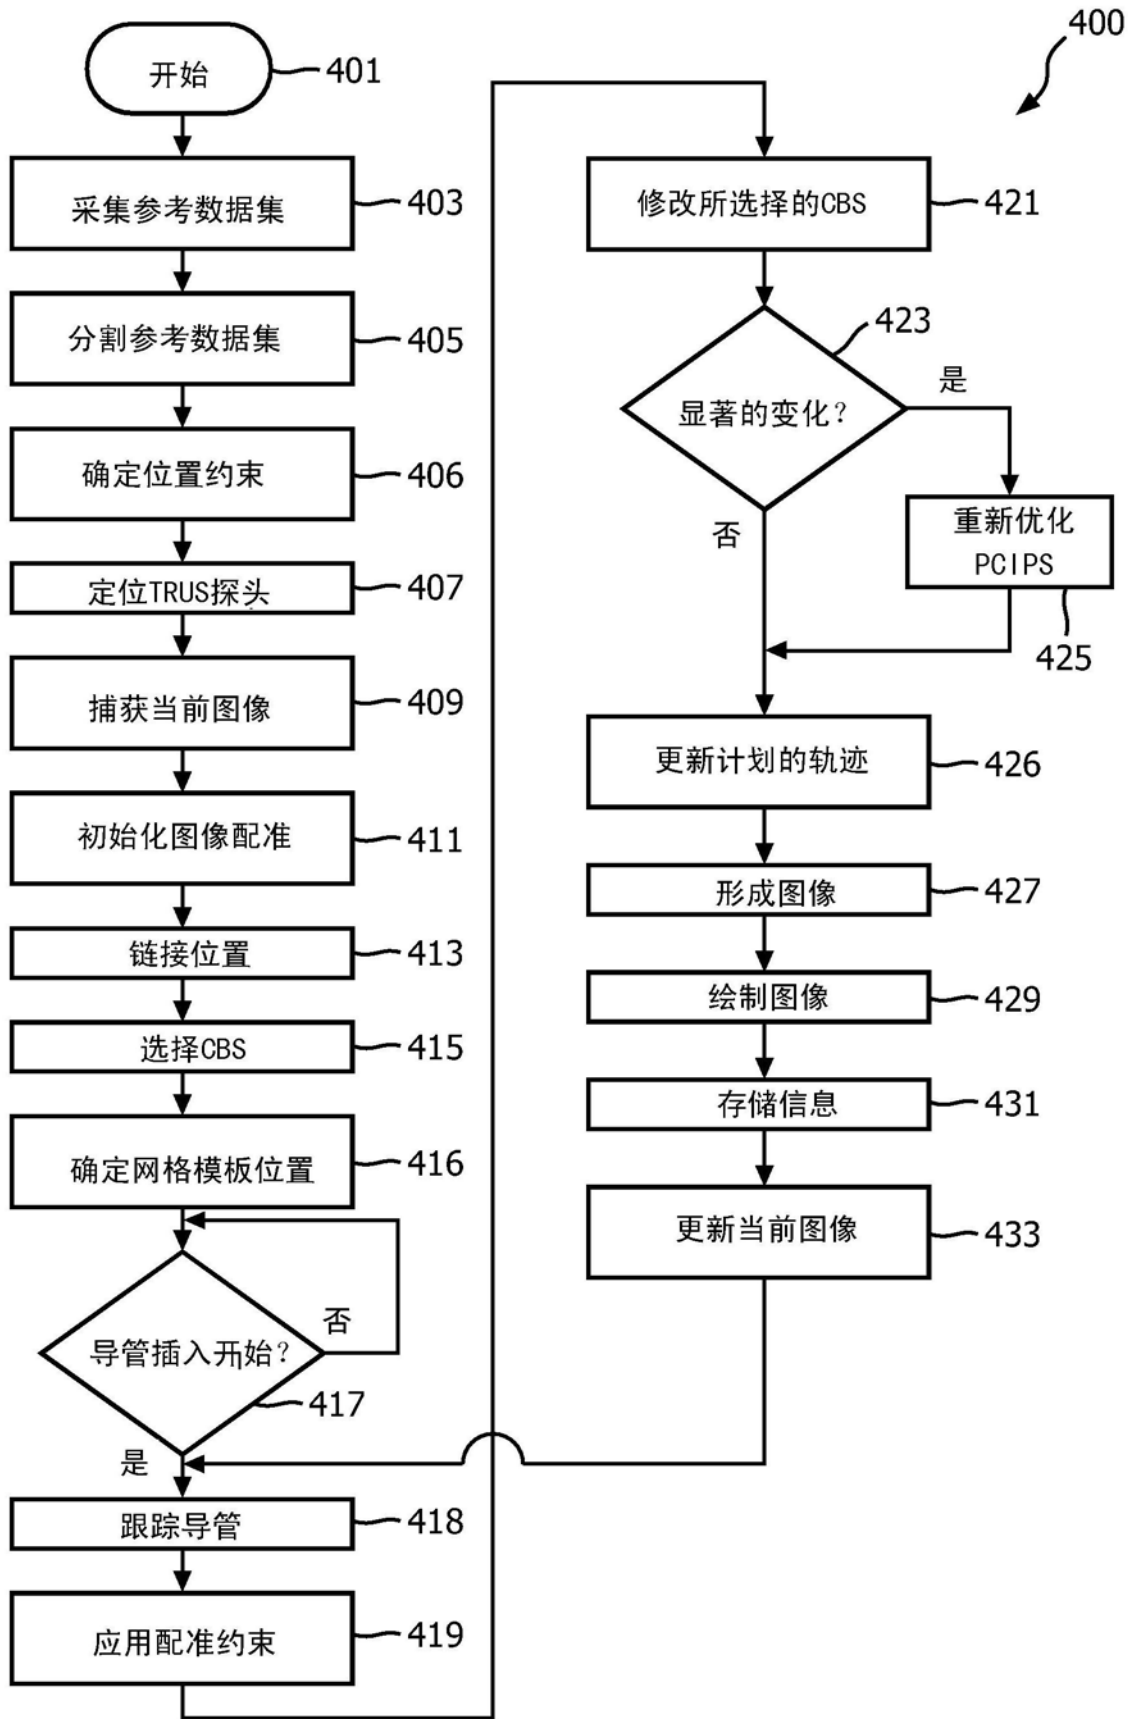 400
开始
401
采集参考数据集
403
分割参考数据集
405
确定位置约束
406
定位TRUS探头
407
捕获当前图像
409
初始化图像配准
411
链接位置
413
选择CBS
415
确定网格模板位置
416
导管插入开始？
否
417
是
跟踪导管
418
应用配准约束
419
修改所选择的CBS
421
显著的变化？
423
是
否
重新优化
PCIPS
425
更新计划的轨迹
426
形成图像
427
绘制图像
429
存储信息
431
更新当前图像
433